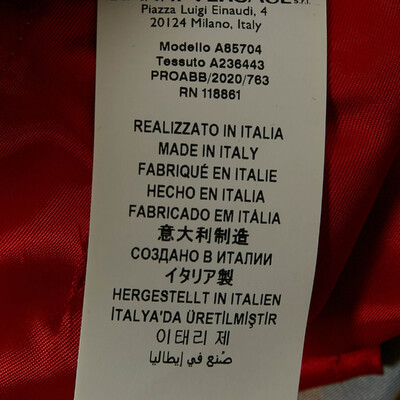 Piazza Luigi Einaudi, 4
20124 Milano, Italy
Modello A85704
Tessuto A236443
PROABB/2020/763
RN 118861
REALIZZATO IN ITALIA
MADE IN ITALY
FABRIQUÉ EN ITALIE
HECHO EN ITALIA
FABRICADO EM ITÁLIA
意大利制造
СОЗДАНО В ИТАЛИИ
イタリア製
HERGESTELLT IN ITALIEN
İTALYA'DA ÜRETİLMİŞTİR
이태리 제
صُنع في إيطاليا